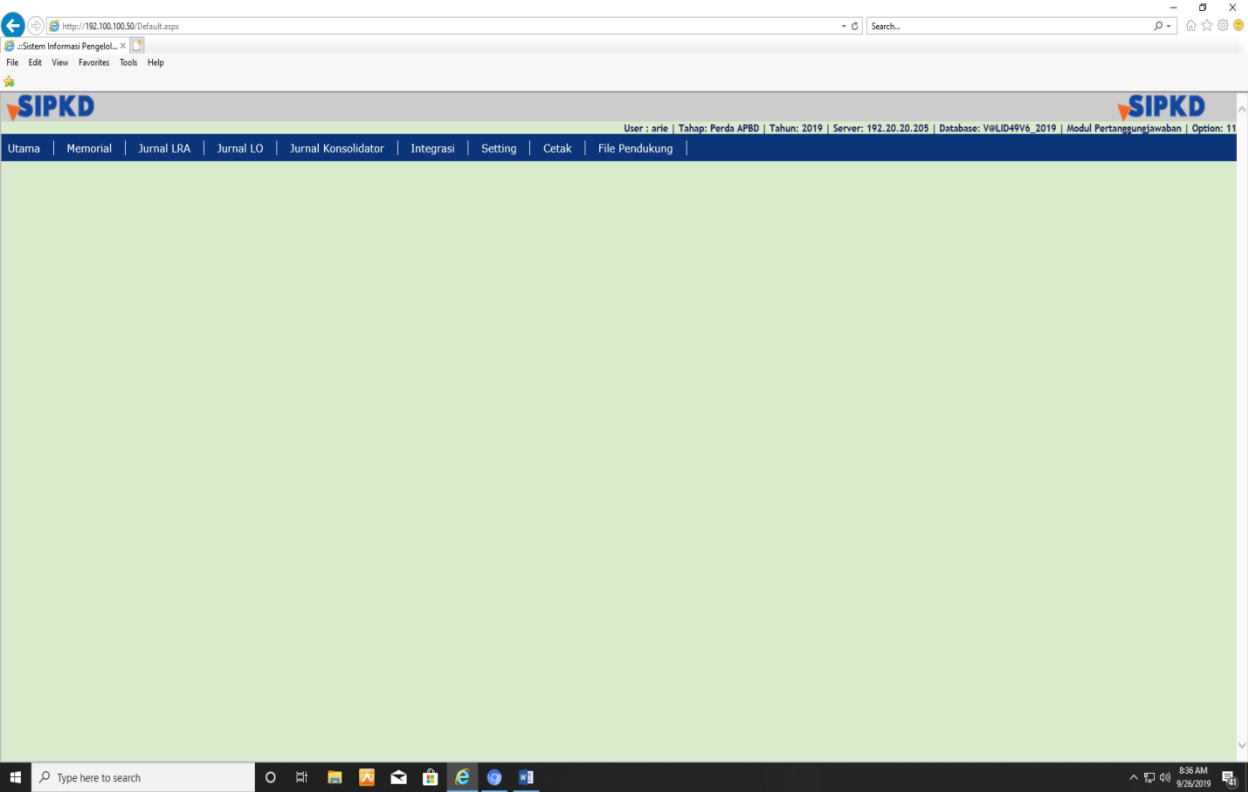 http://192.100.100.50/Default.aspx
Search...
.::Sistem Informasi Pengelol...
File Edit View Favorites Tools Help
SIPKD
SIPKD
User : arie | Tahap: Perda APBD | Tahun: 2019 | Server: 192.20.20.205 | Database: V@LID49V6_2019 | Modul Pertanggungjawaban | Option: 11
Utama | Memorial | Jurnal LRA | Jurnal LO | Jurnal Konsolidator | Integrasi | Setting | Cetak | File Pendukung |
Type here to search
8:36 AM
9/26/2019
41